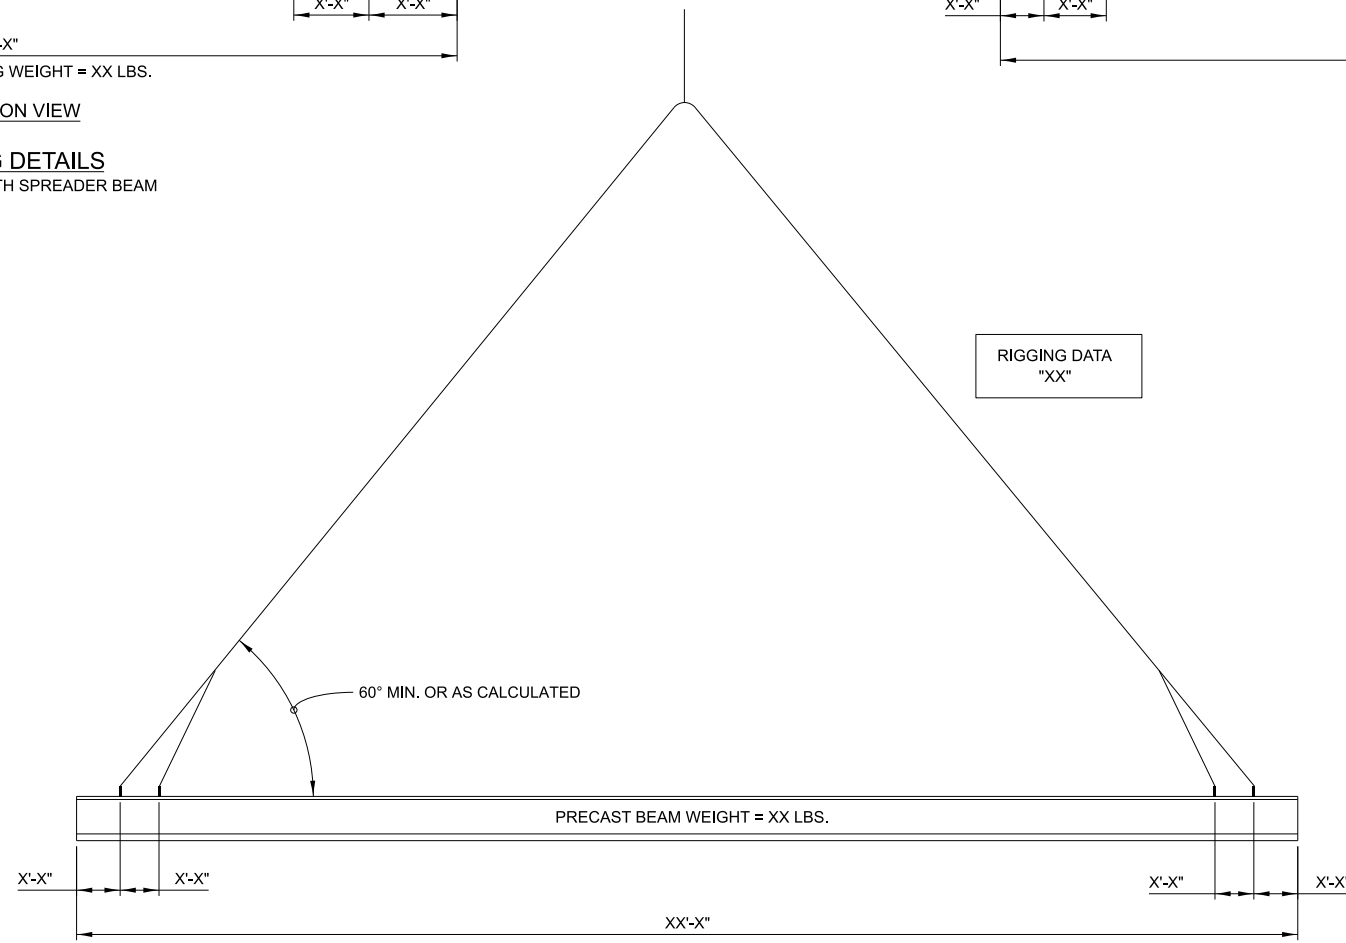 X'-X" X'-X"
X'-X" X'-X"
-X"
WEIGHT = XX LBS.
ON VIEW
DETAILS
TH SPREADER BEAM
RIGGING DATA
"XX"
60° MIN. OR AS CALCULATED
PRECAST BEAM WEIGHT = XX LBS.
X'-X" X'-X"
X'-X" X'-X"
XX'-X"